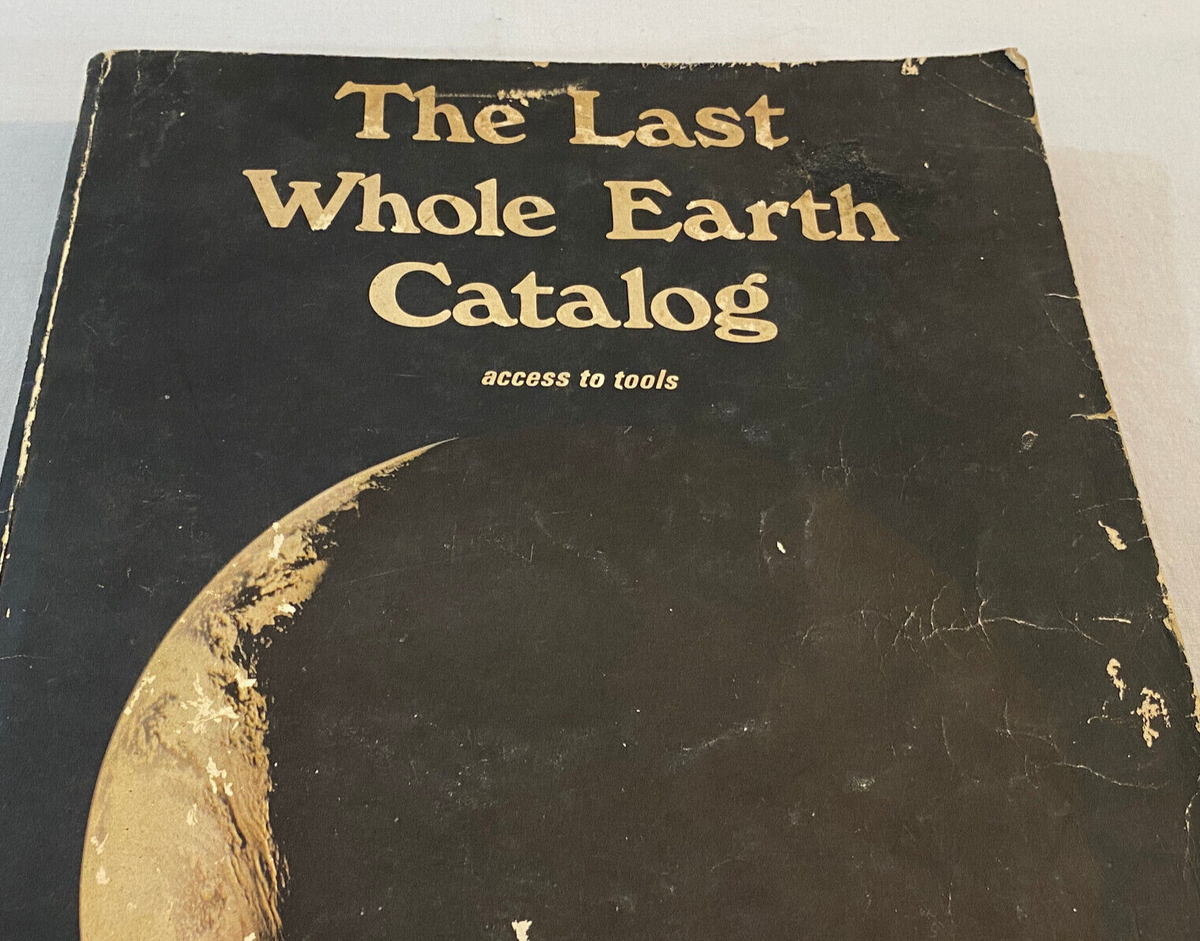 The Last
Whole Earth
Catalog
access to tools